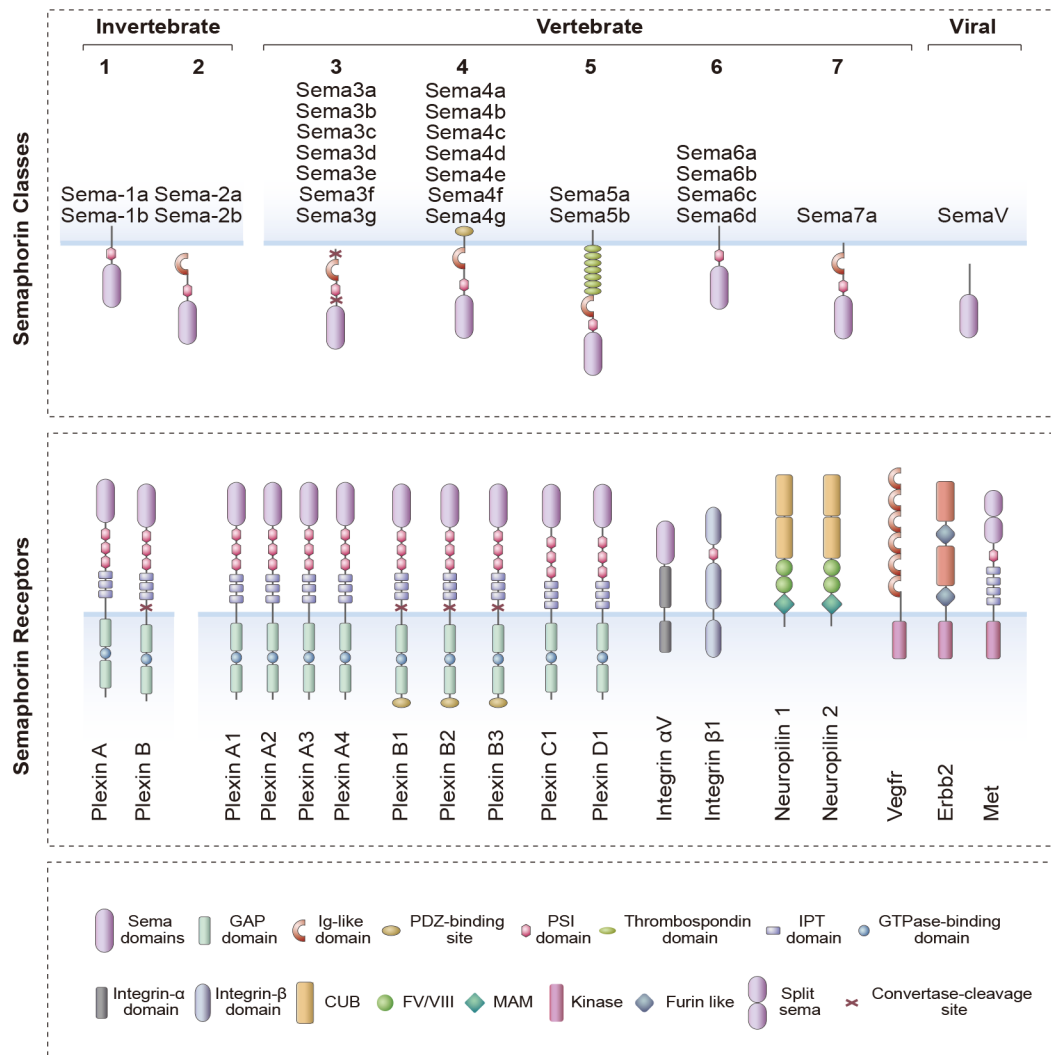 Invertebrate
Vertebrate
Viral
1
2
3
4
5
6
7
Semaphorin Classes
Sema-1a
Sema-1b
Sema-2a
Sema-2b
Sema3a
Sema3b
Sema3c
Sema3d
Sema3e
Sema3f
Sema3g
Sema4a
Sema4b
Sema4c
Sema4d
Sema4e
Sema4f
Sema4g
Sema5a
Sema5b
Sema6a
Sema6b
Sema6c
Sema6d
Sema7a
SemaV
Semaphorin Receptors
Plexin A
Plexin B
Plexin A1
Plexin A2
Plexin A3
Plexin A4
Plexin B1
Plexin B2
Plexin B3
Plexin C1
Plexin D1
Integrin αV
Integrin β1
Neuropilin 1
Neuropilin 2
Vegfr
Erbb2
Met
Sema
domains
GAP
domain
Ig-like
domain
PDZ-binding
site
PSI
domain
Thrombospondin
domain
IPT
domain
GTPase-binding
domain
Integrin-α
domain
Integrin-β
domain
CUB
FV/VIII
MAM
Kinase
Furin like
Split
sema
Convertase-cleavage
site